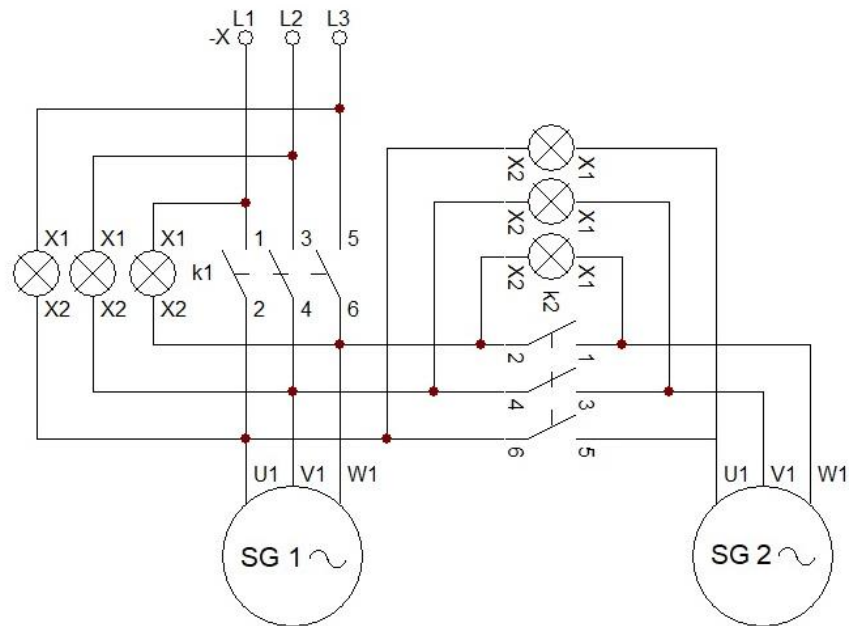 L1 L2 L3
-X
X2 X1
X2 X1
X1 X1 X1 1 3 5
X2 X1
k1
k2
X2 X2 X2 2 4 6
2 1
4 3
6 5
U1 V1 W1 U1 V1 W1
SG 1 SG 2